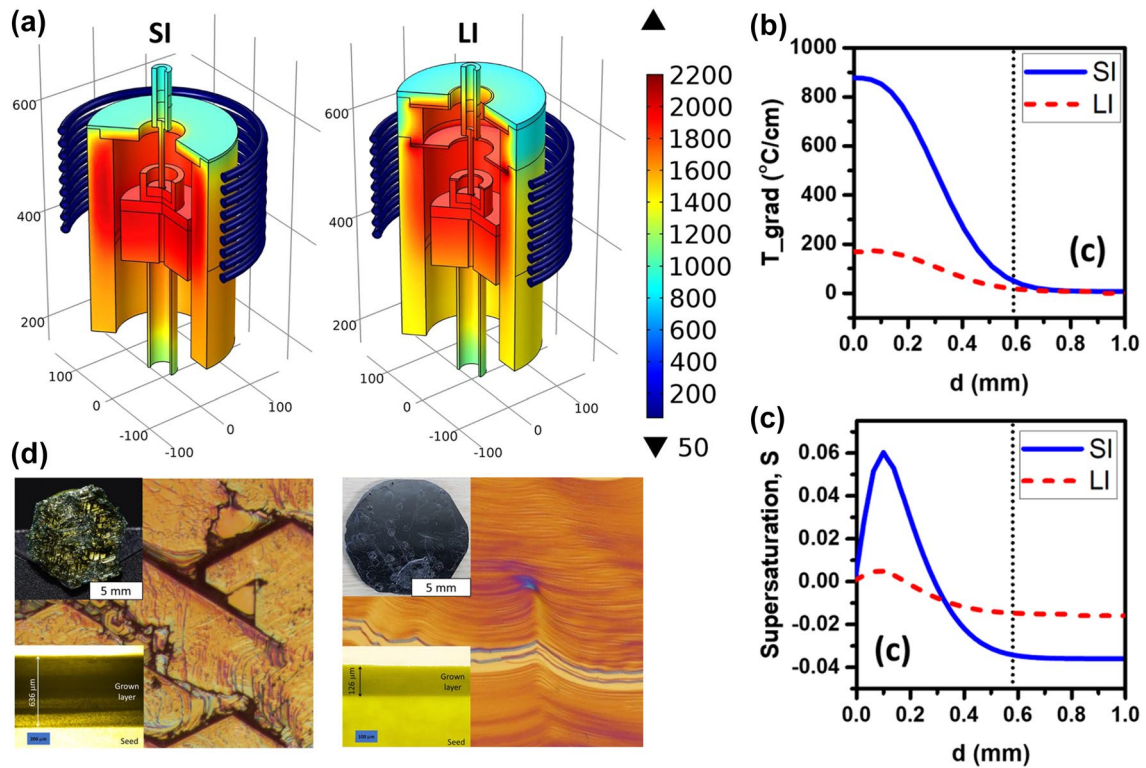 (a)
SI
LI
600
400
200
100
0
-100
-100
0
100
600
400
200
100
0
-100
-100
0
100
2200
2000
1800
1600
1400
1200
1000
800
600
400
200
50
(b)
1000
800
600
400
200
0
T_grad (°C/cm)
SI
LI
(c)
0.0 0.2 0.4 0.6 0.8 1.0
d (mm)
(c)
0.06
0.04
0.02
0.00
-0.02
-0.04
Supersaturation, S
SI
LI
(c)
0.0 0.2 0.4 0.6 0.8 1.0
d (mm)
(d)
5 mm
636 µm
Grown
layer
Seed
5 mm
126 µm
Grown
layer
100 µm
Seed